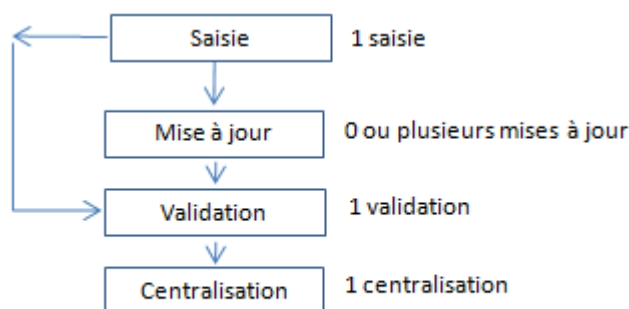 Saisie 1 saisie
Mise à jour 0 ou plusieurs mises à jour
Validation 1 validation
Centralisation 1 centralisation